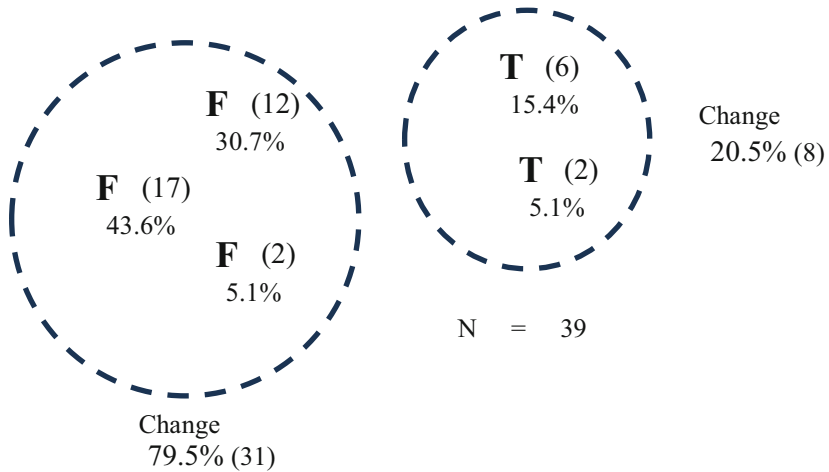 F (12)
30.7%
F (17)
43.6%
F (2)
5.1%
Change
79.5% (31)
T (6)
15.4%
T (2)
5.1%
Change
20.5% (8)
N = 39